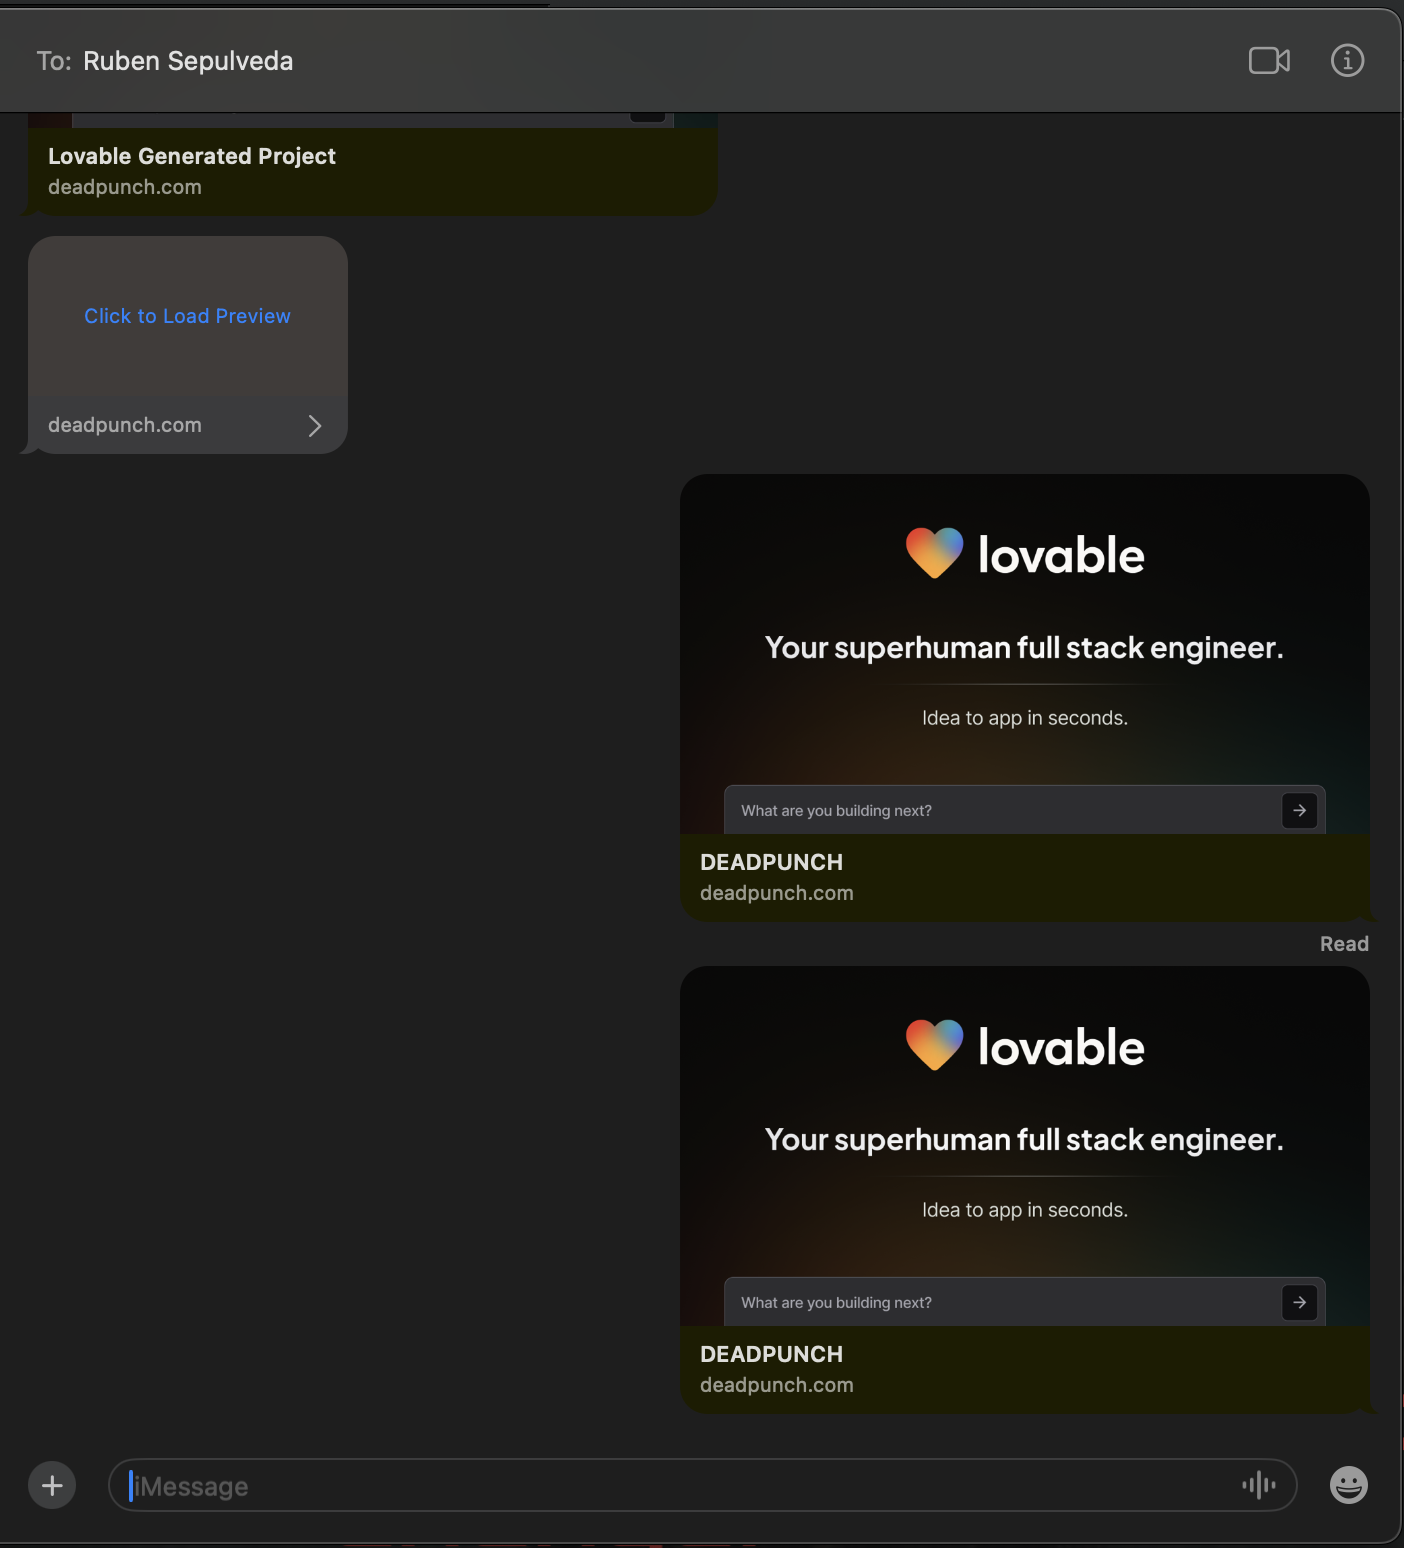 To: Ruben Sepulveda
Lovable Generated Project
deadpunch.com
Click to Load Preview
deadpunch.com
lovable
Your superhuman full stack engineer.
Idea to app in seconds.
What are you building next?
DEADPUNCH
deadpunch.com
Read
lovable
Your superhuman full stack engineer.
Idea to app in seconds.
What are you building next?
DEADPUNCH
deadpunch.com
iMessage